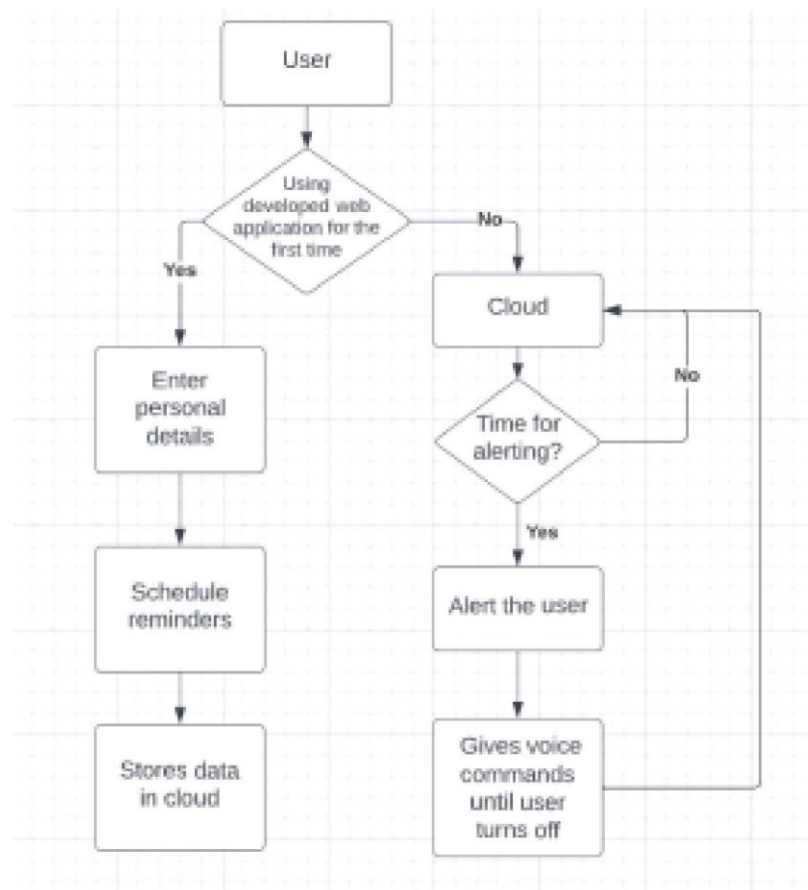 User
Using
developed web
application for the
first time
No
Yes
Cloud
Enter
personal
details
No
Time for
alerting?
Yes
Schedule
reminders
Alert the user
Stores data
in cloud
Gives voice
commands
until user
turns off